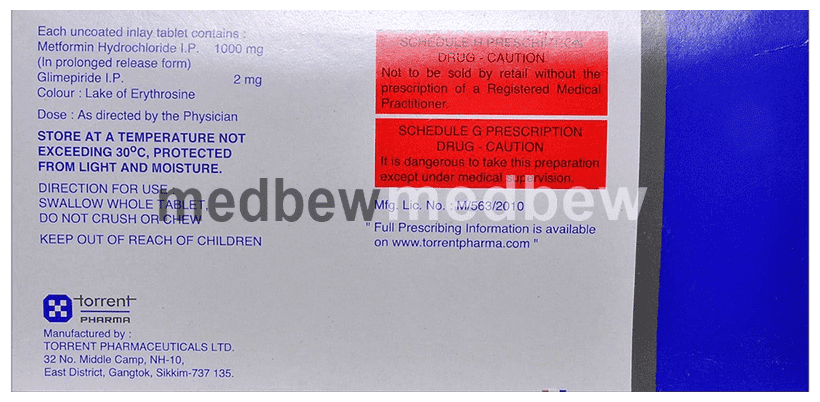 Each uncoated inlay tablet contains :
Metformin Hydrochloride I.P. 1000 mg
(In prolonged release form)
Glimepiride I.P. 2 mg
Colour : Lake of Erythrosine
Dose : As directed by the Physician
STORE AT A TEMPERATURE NOT
EXCEEDING 30ºC, PROTECTED
FROM LIGHT AND MOISTURE.
DIRECTION FOR USE
SWALLOW WHOLE TABLET,
DO NOT CRUSH OR CHEW
KEEP OUT OF REACH OF CHILDREN
SCHEDULE H PRESCRIPTION
DRUG - CAUTION
Not to be sold by retail without the
prescription of a Registered Medical
Practitioner.
SCHEDULE G PRESCRIPTION
DRUG - CAUTION
It is dangerous to take this preparation
except under medical supervision.
medbew medbew
Mfg. Lic. No. : M/563/2010
" Full Prescribing Information is available
on www.torrentpharma.com "
torrent
PHARMA
Manufactured by :
TORRENT PHARMACEUTICALS LTD.
32 No. Middle Camp, NH-10,
East District, Gangtok, Sikkim-737 135.